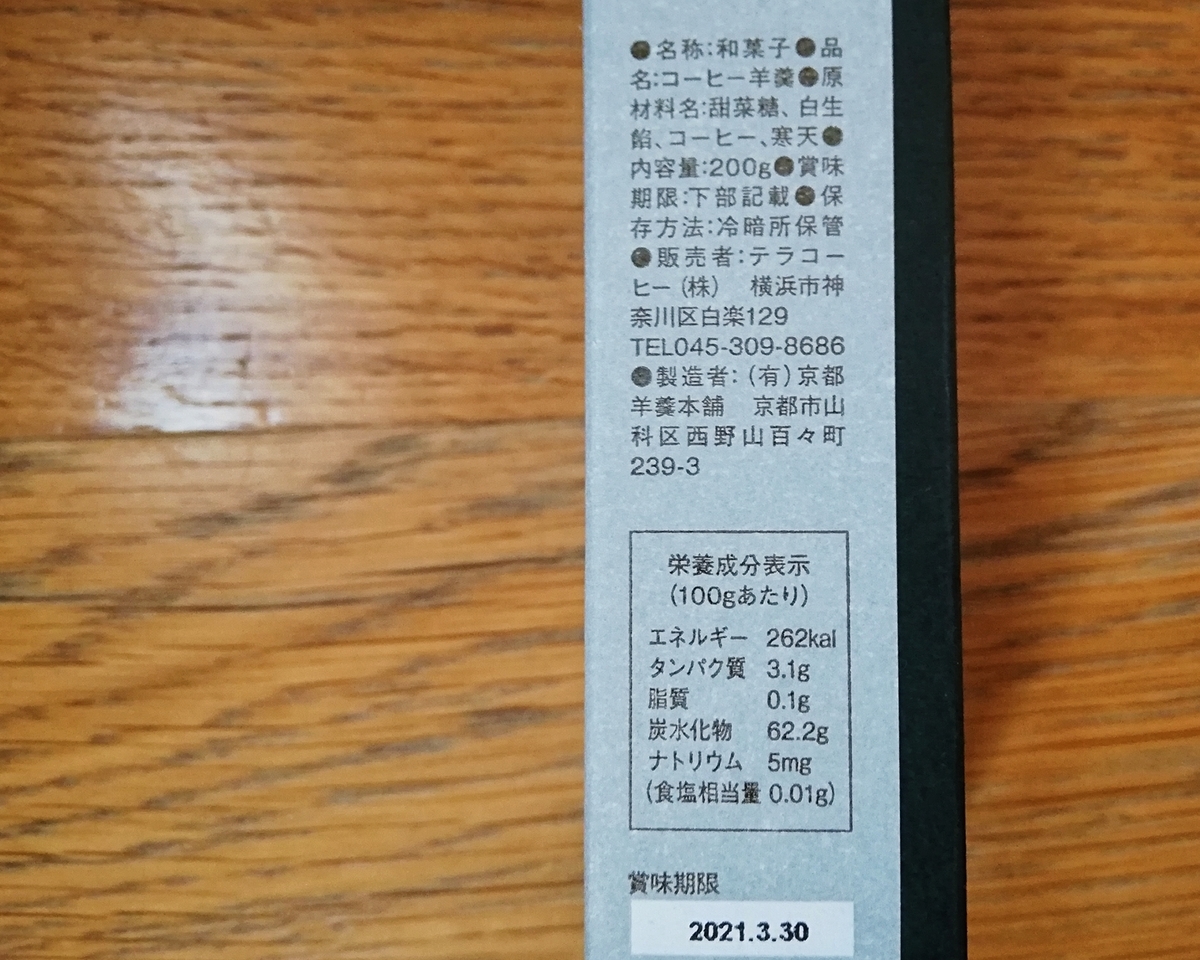 ●名称:和菓子●品
名:コーヒー羊羹●原
材料名:甜菜糖、白生
餡、コーヒー、寒天●
内容量:200g●賞味
期限:下部記載●保
存方法:冷暗所保管
●販売者:テラコー
ヒー(株) 横浜市神
奈川区白楽129
TEL045-309-8686
●製造者:(有)京都
羊羹本舗 京都市山
科区西野山百々町
239-3
栄養成分表示
(100gあたり)
エネルギー 262kal
タンパク質 3.1g
脂質 0.1g
炭水化物 62.2g
ナトリウム 5mg
(食塩相当量 0.01g)
賞味期限
2021.3.30